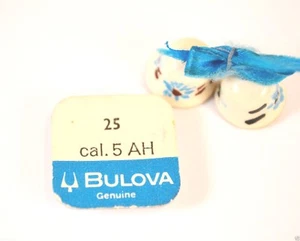 25
cal. 5 AH
BULOVA
Genuine